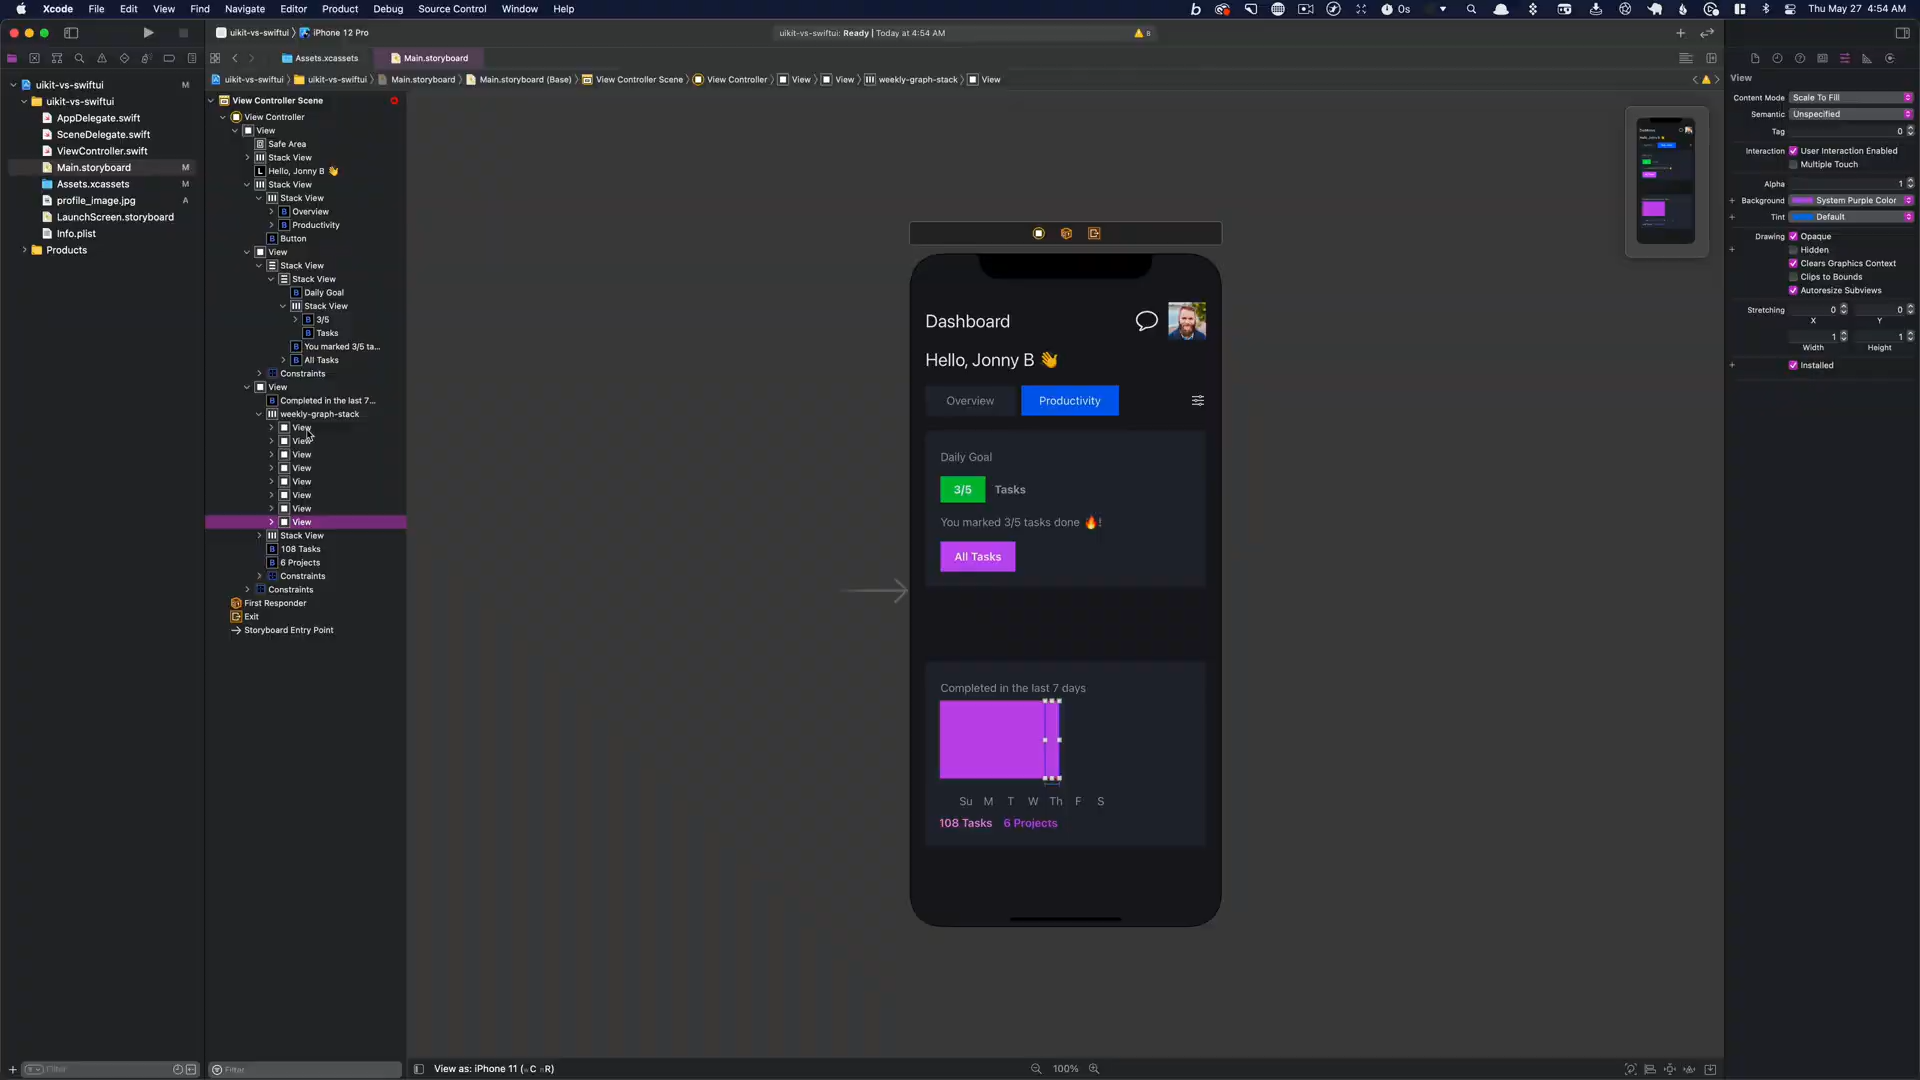 Xcode File Edit View Find Navigate Editor Product Debug Source Control Window Help
0s
Thu May 27 4:54 AM
uikit-vs-swiftui
iPhone 12 Pro
uikit-vs-swiftui: Ready | Today at 4:54 AM
8
Assets.xcassets
Main.storyboard
uikit-vs-swiftui
uikit-vs-swiftui
Main.storyboard
Main.storyboard (Base)
View Controller Scene
View Controller
View
View
weekly-graph-stack
View
uikit-vs-swiftui M
uikit-vs-swiftui
AppDelegate.swift
SceneDelegate.swift
ViewController.swift
Main.storyboard M
Assets.xcassets M
profile_image.jpg A
LaunchScreen.storyboard
Info.plist
Products
Filter
View Controller Scene
View Controller
View
Safe Area
Stack View
L Hello, Jonny B 👋
Stack View
Stack View
B Overview
B Productivity
B Button
View
Stack View
Stack View
B Daily Goal
Stack View
B 3/5
B Tasks
B You marked 3/5 ta...
B All Tasks
Constraints
View
B Completed in the last 7...
weekly-graph-stack
View
View
View
View
View
View
View
View
Stack View
B 108 Tasks
B 6 Projects
Constraints
Constraints
First Responder
Exit
Storyboard Entry Point
Filter
Dashboard
Hello, Jonny B 👋
Overview
Productivity
Daily Goal
3/5 Tasks
You marked 3/5 tasks done 🔥!
All Tasks
Completed in the last 7 days
Su M T W Th F S
108 Tasks 6 Projects
View as: iPhone 11 (wC hR)
100%
View
Content Mode Scale To Fill
Semantic Unspecified
Tag 0
Interaction User Interaction Enabled
Multiple Touch
Alpha 1
Background System Purple Color
Tint Default
Drawing Opaque
Hidden
Clears Graphics Context
Clips to Bounds
Autoresize Subviews
Stretching 0 0
X Y
1 1
Width Height
Installed